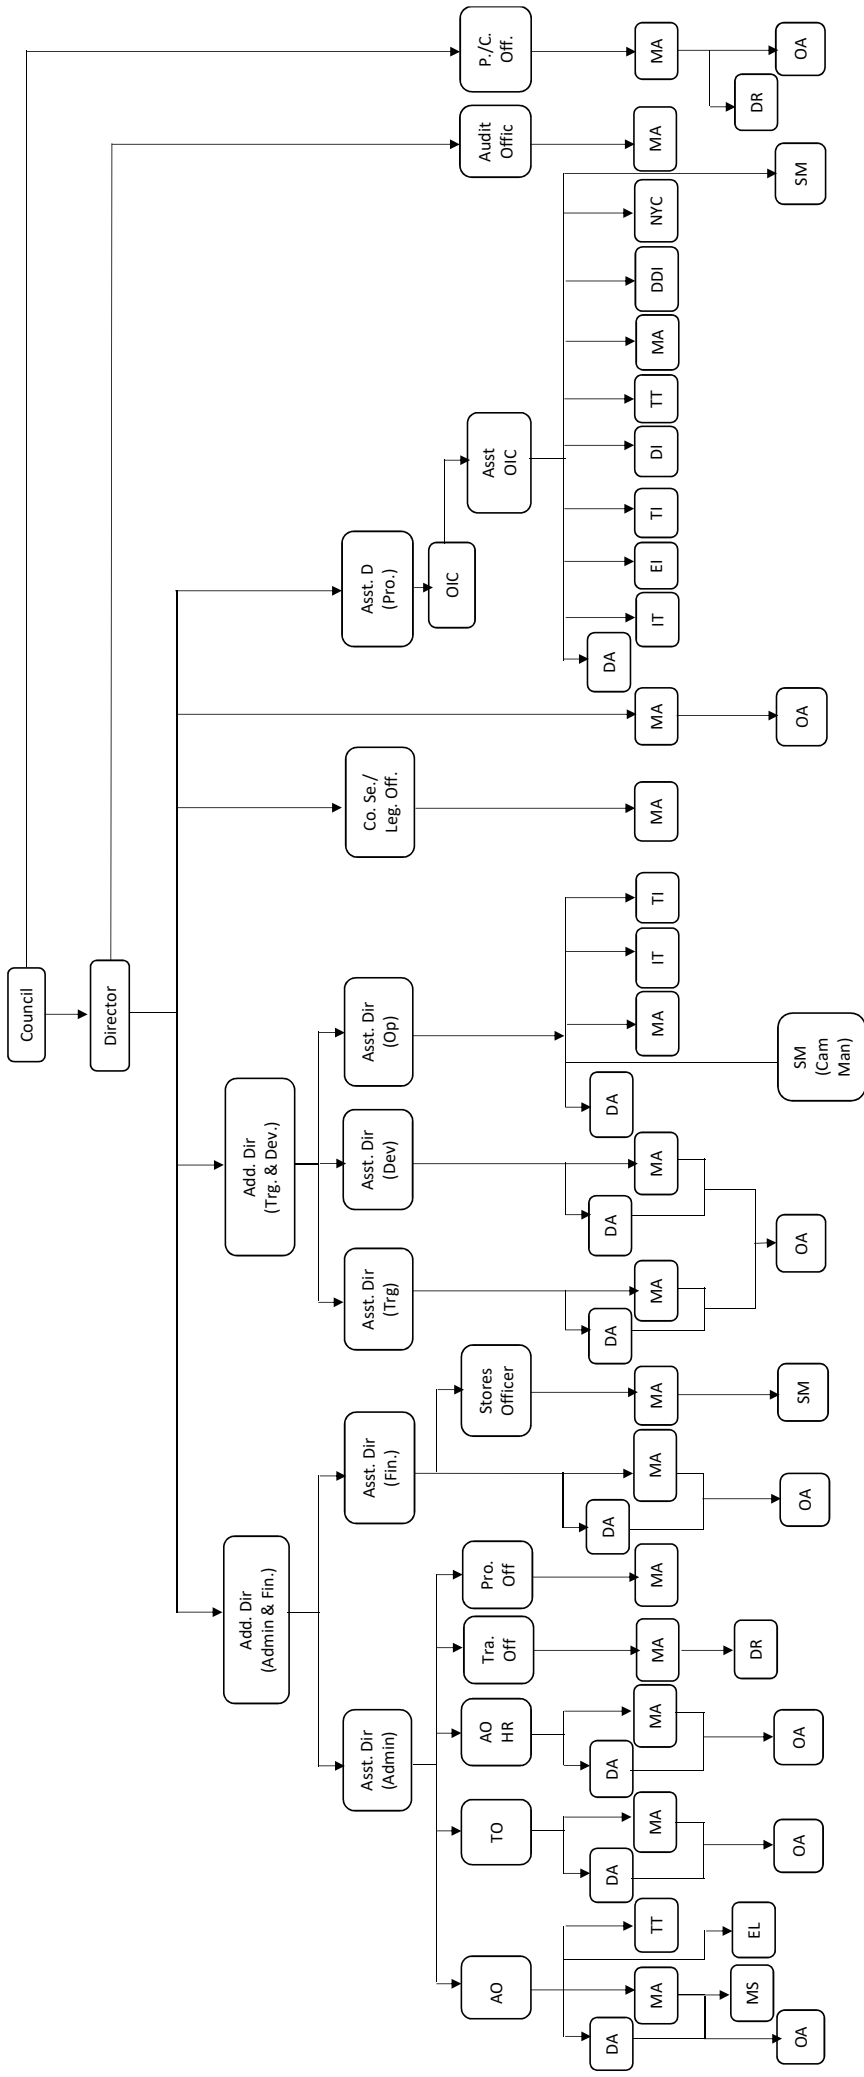 Council
Director
Add. Dir
(Admin & Fin.)
Add. Dir
(Trg. & Dev.)
Asst. Dir
(Admin)
Asst. Dir
(Fin.)
Asst. Dir
(Trg)
Asst. Dir
(Dev)
Asst. Dir
(Op)
Co. Se./
Leg. Off.
Asst. D
(Pro.)
OIC
AO
TO
AO
HR
Tra.
Off
Pro.
Off
Stores
Officer
Asst
OIC
Audit
Offic
P./C.
Off.
DA
DA
DA
DA
DA
DA
DA
DA
MA
TT
MA
MA
MA
MA
MA
MA
MA
MA
MA
IT
TI
MA
MA
IT
EI
TI
DI
TT
MA
DDI
NYC
MA
MA
MS
EL
DR
DR
OA
OA
OA
OA
SM
OA
SM
(Cam
Man)
OA
SM
OA